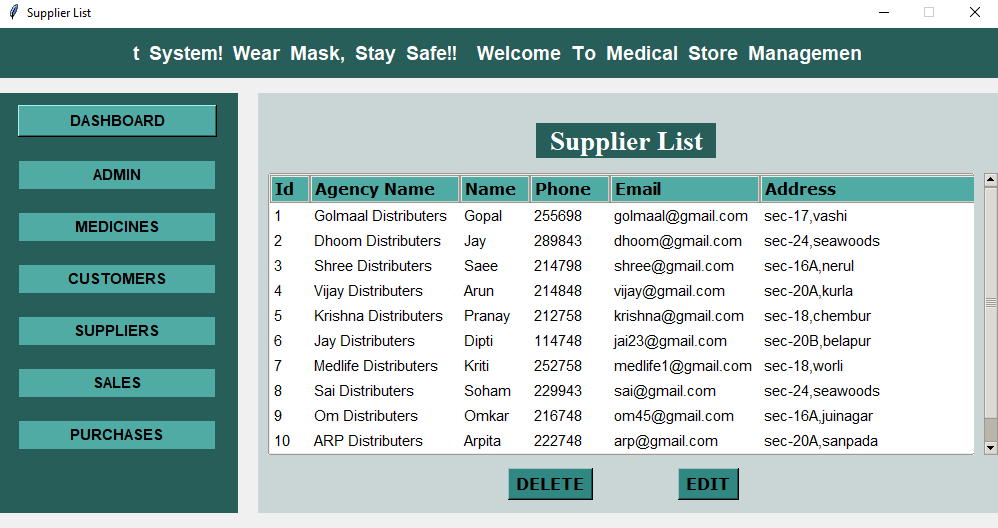 Supplier List
t System! Wear Mask, Stay Safe!! Welcome To Medical Store Managemen
DASHBOARD
ADMIN
MEDICINES
CUSTOMERS
SUPPLIERS
SALES
PURCHASES
Supplier List
Id Agency Name Name Phone Email Address
1 Golmaal Distributers Gopal 255698 golmaal@gmail.com sec-17,vashi
2 Dhoom Distributers Jay 289843 dhoom@gmail.com sec-24,seawoods
3 Shree Distributers Saee 214798 shree@gmail.com sec-16A,nerul
4 Vijay Distributers Arun 214848 vijay@gmail.com sec-20A,kurla
5 Krishna Distributers Pranay 212758 krishna@gmail.com sec-18,chembur
6 Jay Distributers Dipti 114748 jai23@gmail.com sec-20B,belapur
7 Medlife Distributers Kriti 252758 medlife1@gmail.com sec-18,worli
8 Sai Distributers Soham 229943 sai@gmail.com sec-24,seawoods
9 Om Distributers Omkar 216748 om45@gmail.com sec-16A,juinagar
10 ARP Distributers Arpita 222748 arp@gmail.com sec-20A,sanpada
DELETE EDIT